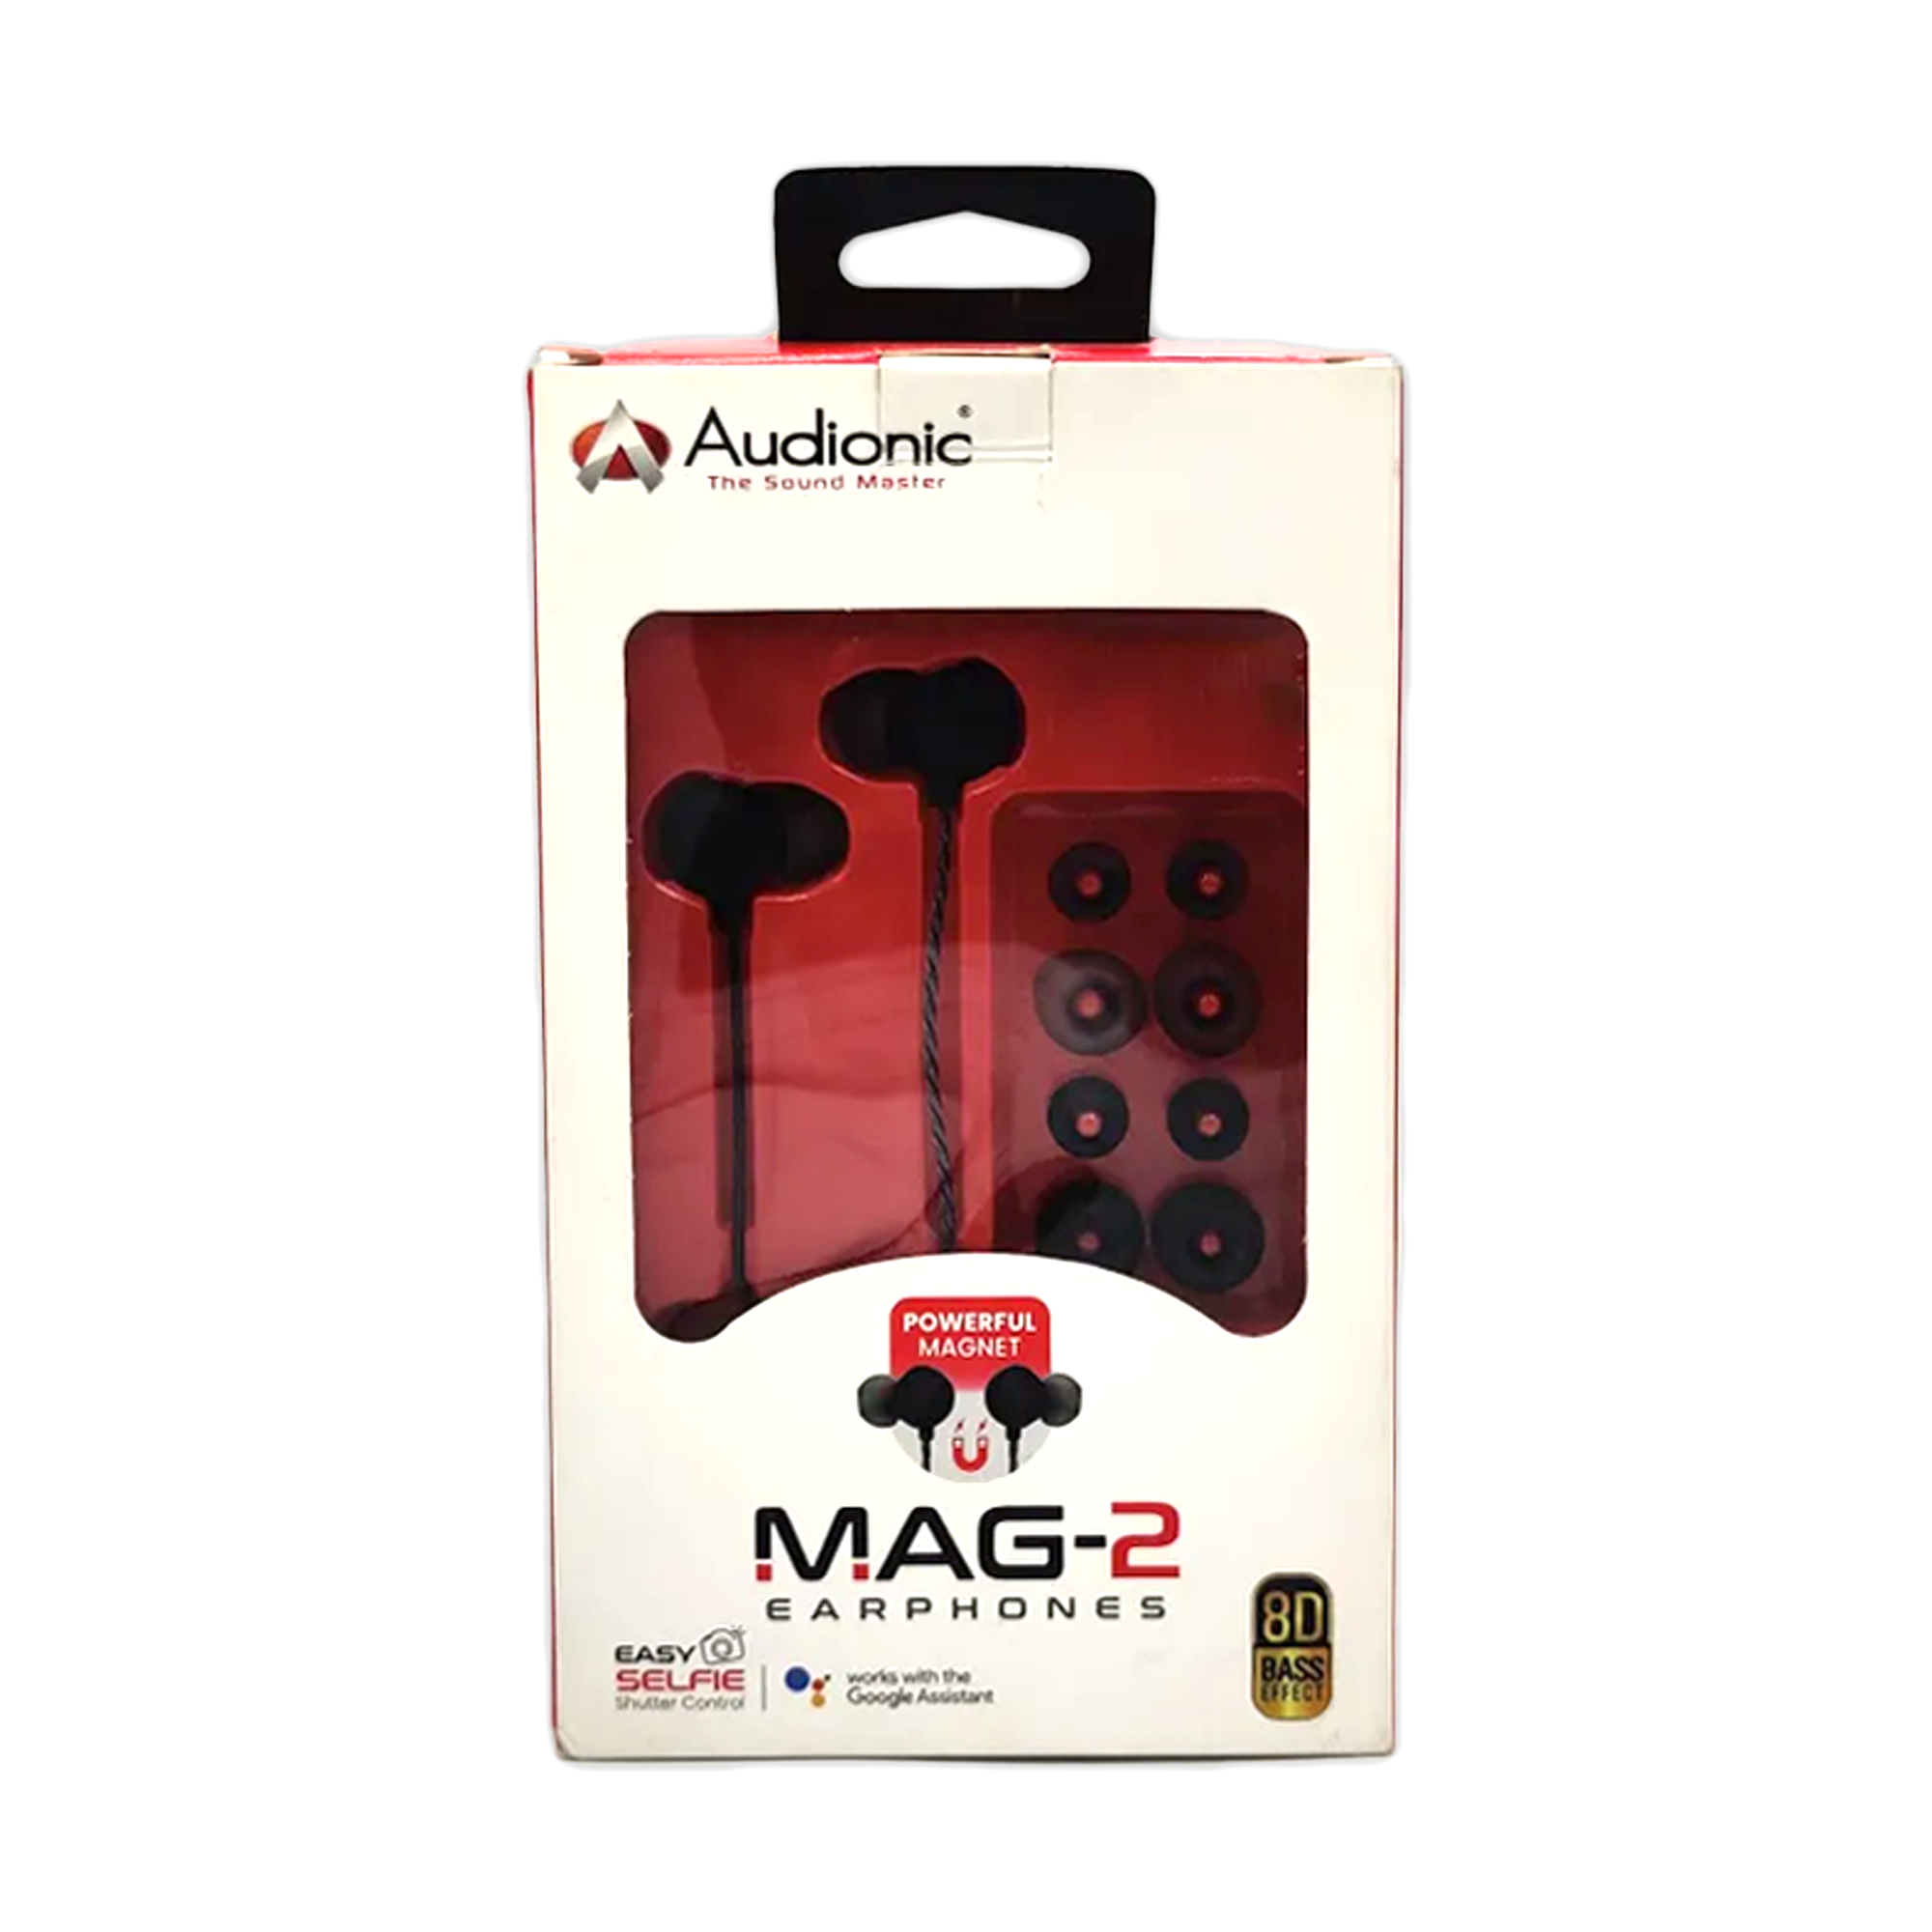 Audionic®
The Sound Master
POWERFUL
MAGNET
MAG-2
EARPHONES
EASY
SELFIE
Shutter Control
works with the
Google Assistant
8D
BASS
EFFECT